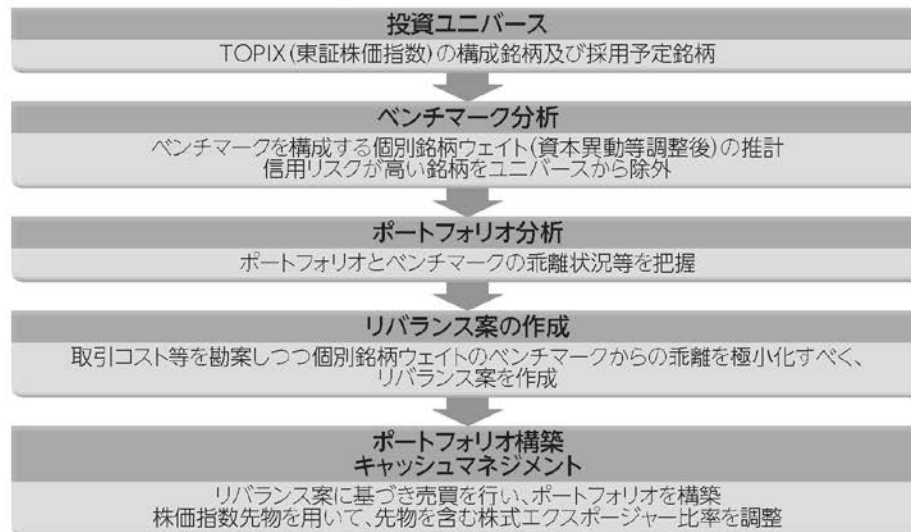 投資ユニバース
TOPIX(東証株価指数)の構成銘柄及び採用予定銘柄
ベンチマーク分析
ベンチマークを構成する個別銘柄ウェイト(資本異動等調整後)の推計
信用リスクが高い銘柄をユニバースから除外
ポートフォリオ分析
ポートフォリオとベンチマークの乖離状況等を把握
リバランス案の作成
取引コスト等を勘案しつつ個別銘柄ウェイトのベンチマークからの乖離を極小化すべく、
リバランス案を作成
ポートフォリオ構築
キャッシュマネジメント
リバランス案に基づき売買を行い、ポートフォリオを構築
株価指数先物を用いて、先物を含む株式エクスポージャー比率を調整